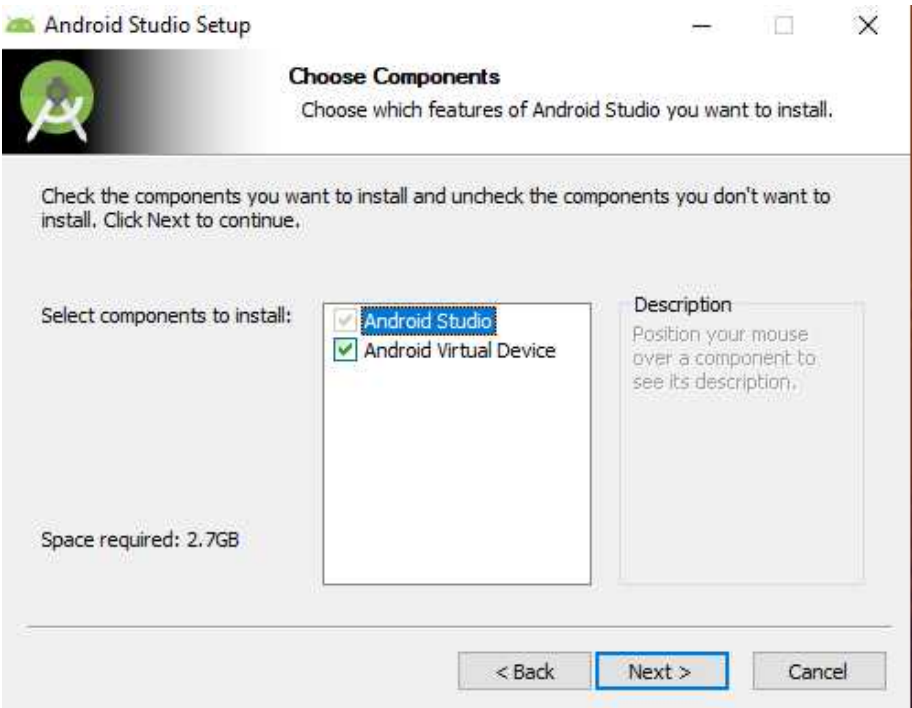 Android Studio Setup
Choose Components
Choose which features of Android Studio you want to install.
Check the components you want to install and uncheck the components you don't want to
install. Click Next to continue.
Select components to install:
Android Studio
Android Virtual Device
Description
Position your mouse
over a component to
see its description.
Space required: 2.7GB
< Back
Next >
Cancel